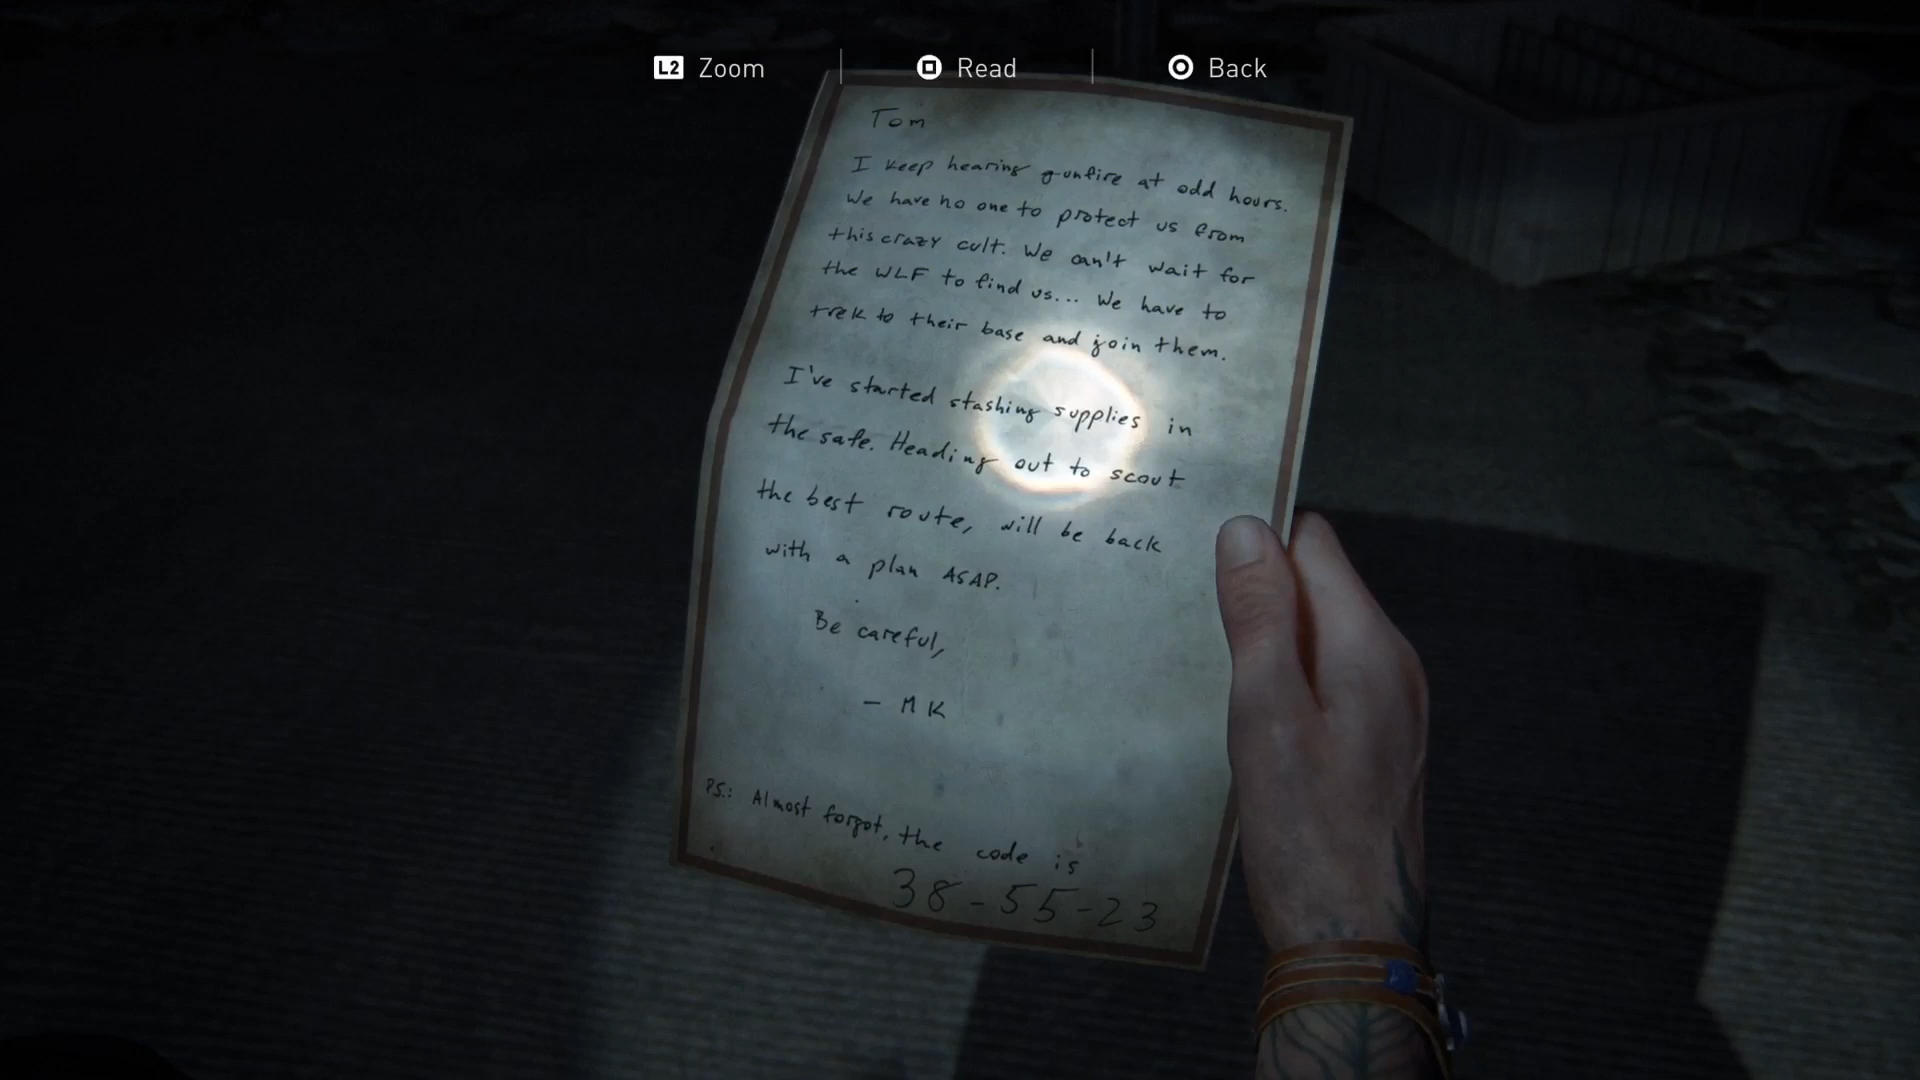 L2 Zoom Read Back
Tom
I keep hearing gunfire at odd hours.
We have no one to protect us from
this crazy cult. We can't wait for
the WLF to find us... We have to
trek to their base and join them.
I've started stashing supplies in
the safe. Heading out to scout
the best route, will be back
with a plan ASAP.
Be careful,
- MK
PS.: Almost forgot, the code is
38-55-23